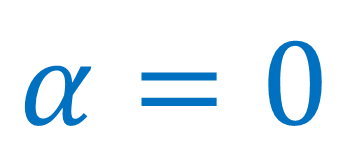 α = 0